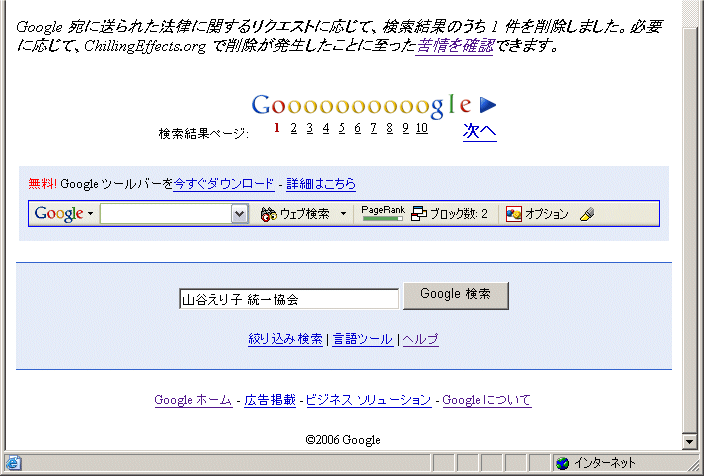 Google 宛に送られた法律に関するリクエストに応じて、検索結果のうち 1 件を削除しました。必要
に応じて、ChillingEffects.org で削除が発生したことに至った苦情を確認できます。
Goooooooooogle
検索結果ページ: 1 2 3 4 5 6 7 8 9 10 次へ
無料! Google ツールバーを今すぐダウンロード - 詳細はこちら
Google ウェブ検索 PageRank ブロック数: 2 オプション
山谷えり子 統一協会 Google 検索
絞り込み検索 | 言語ツール | ヘルプ
Google ホーム - 広告掲載 - ビジネス ソリューション - Google について
©2006 Google
インターネット